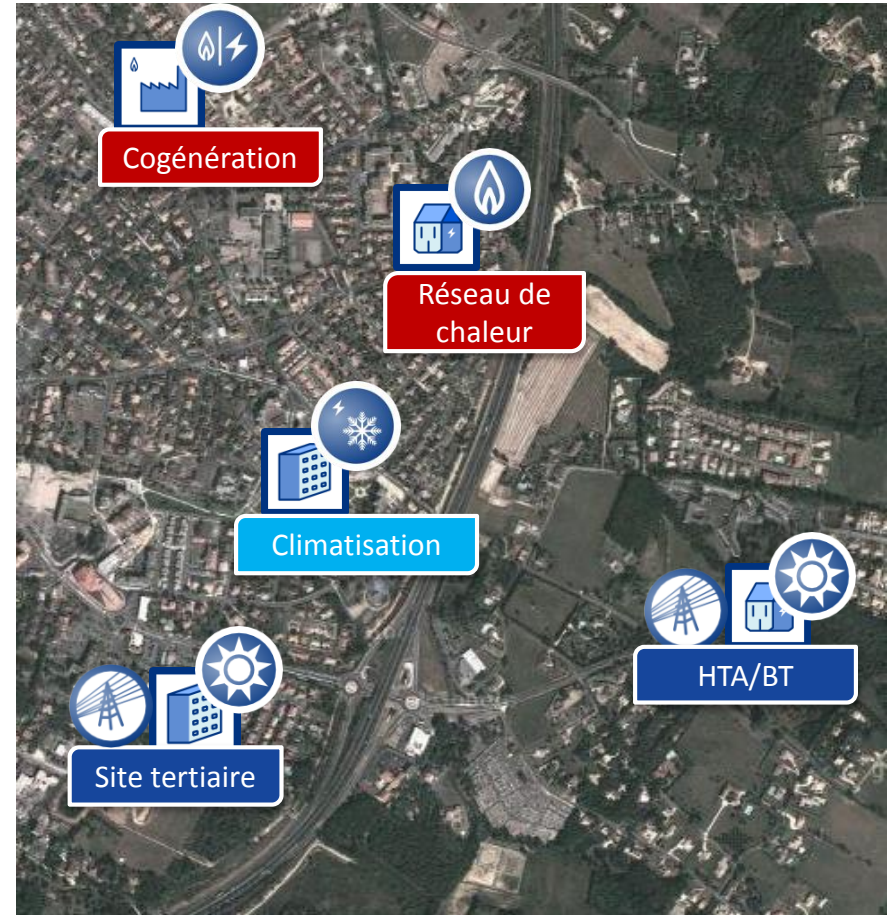 Cogénération
Réseau de
chaleur
Climatisation
HTA/BT
Site tertiaire